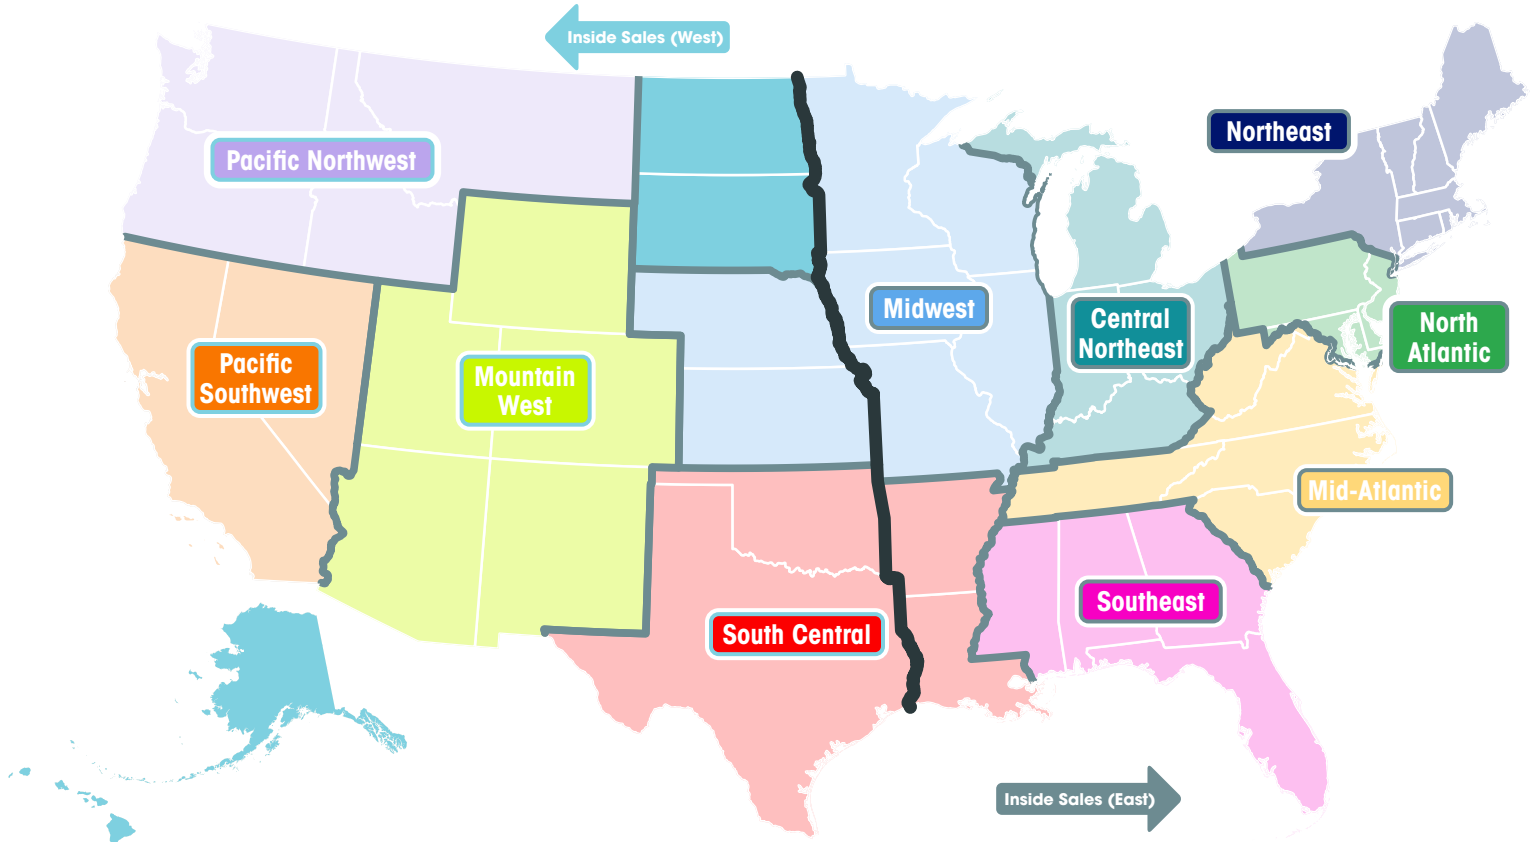 Inside Sales (West)
Northeast
Pacific Northwest
Midwest
Central
Northeast
North
Atlantic
Pacific
Southwest
Mountain
West
Mid-Atlantic
Southeast
South Central
Inside Sales (East)